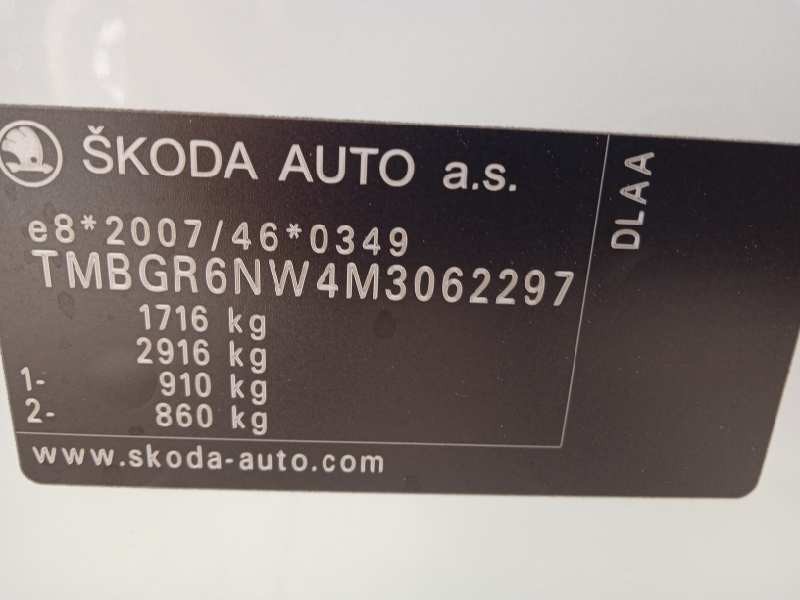 ŠKODA AUTO a.s.
e8*2007/46*0349
TMBGR6NW4M3062297
1716 kg
2916 kg
1- 910 kg
2- 860 kg
www.skoda-auto.com
DLAA